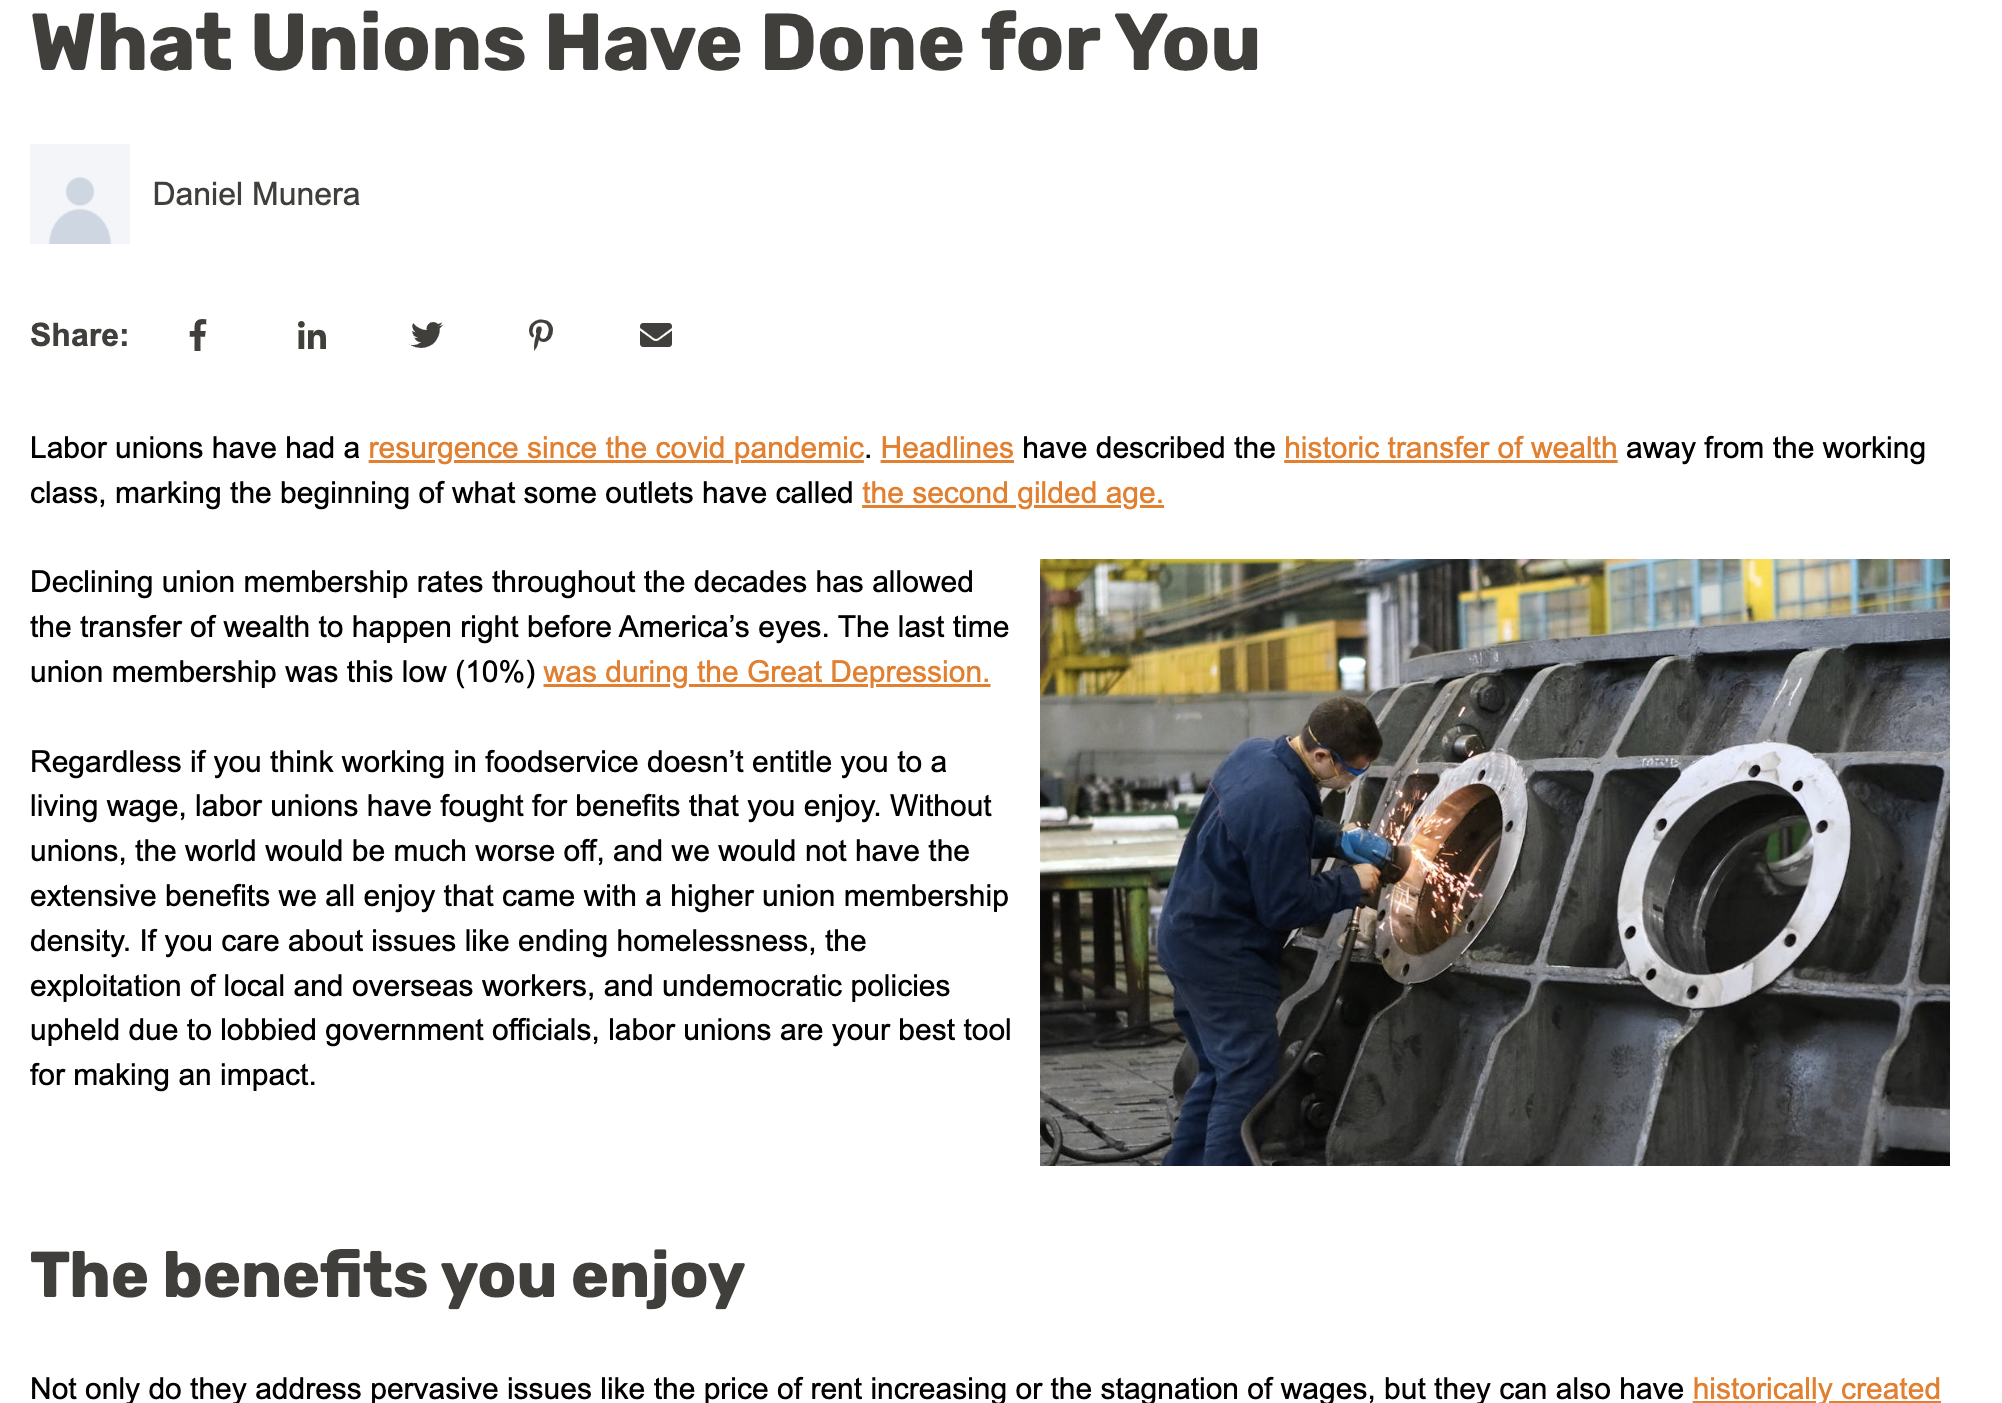 What Unions Have Done for You
Daniel Munera
Share:
Labor unions have had a resurgence since the covid pandemic. Headlines have described the historic transfer of wealth away from the working
class, marking the beginning of what some outlets have called the second gilded age.
Declining union membership rates throughout the decades has allowed
the transfer of wealth to happen right before America’s eyes. The last time
union membership was this low (10%) was during the Great Depression.
Regardless if you think working in foodservice doesn’t entitle you to a
living wage, labor unions have fought for benefits that you enjoy. Without
unions, the world would be much worse off, and we would not have the
extensive benefits we all enjoy that came with a higher union membership
density. If you care about issues like ending homelessness, the
exploitation of local and overseas workers, and undemocratic policies
upheld due to lobbied government officials, labor unions are your best tool
for making an impact.
The benefits you enjoy
Not only do they address pervasive issues like the price of rent increasing or the stagnation of wages, but they can also have historically created